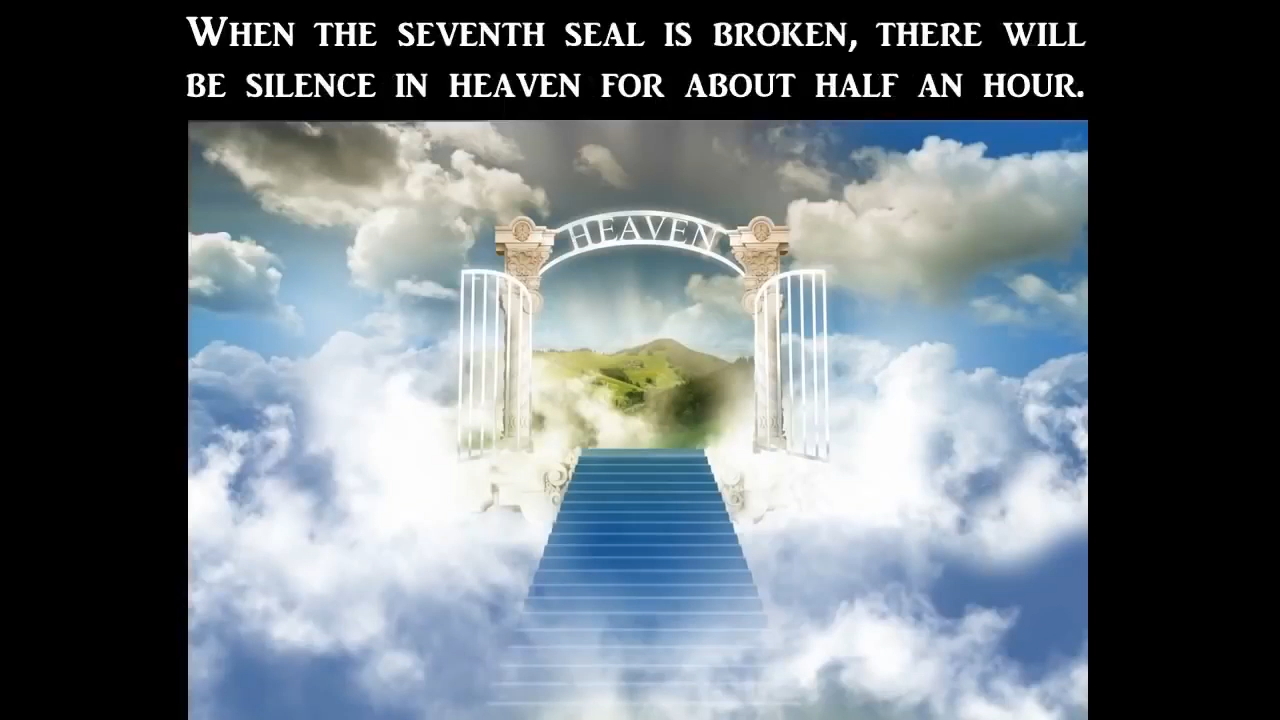 When the seventh seal is broken, there will
be silence in heaven for about half an hour.
HEAVEN